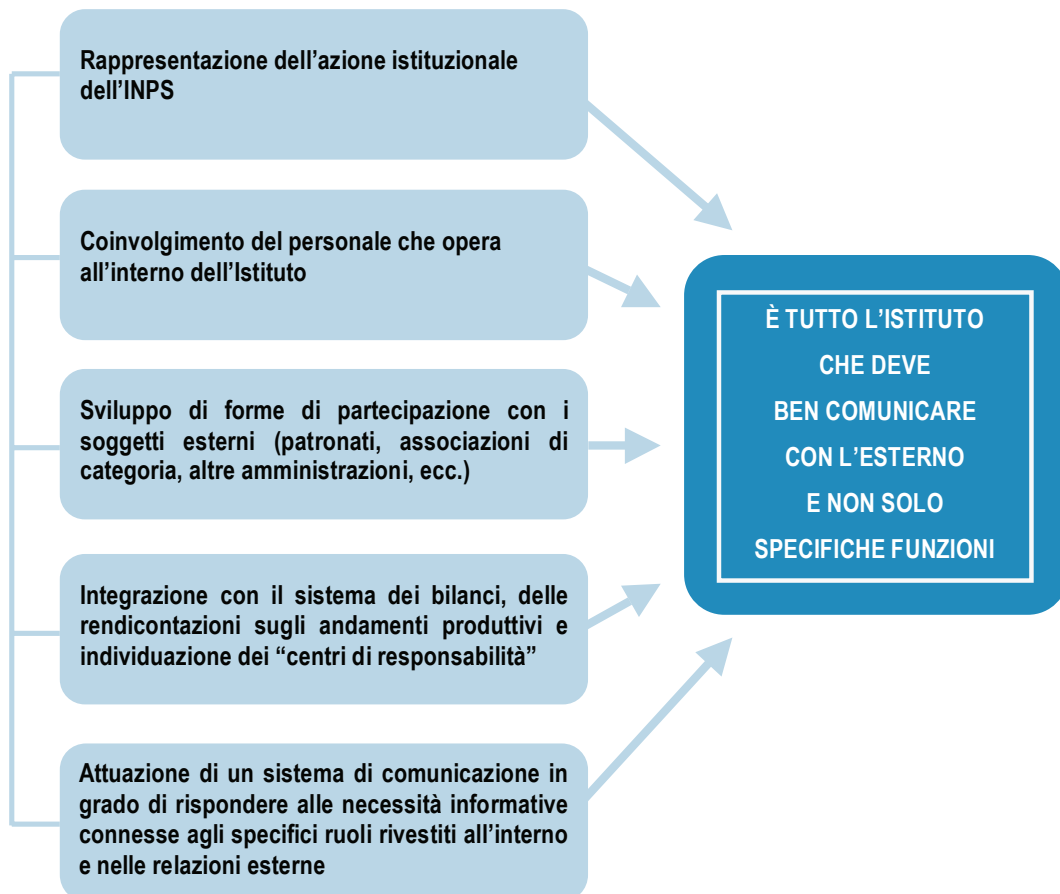 Rappresentazione dell’azione istituzionale
dell’INPS
Coinvolgimento del personale che opera
all’interno dell’Istituto
Sviluppo di forme di partecipazione con i
soggetti esterni (patronati, associazioni di
categoria, altre amministrazioni, ecc.)
Integrazione con il sistema dei bilanci, delle
rendicontazioni sugli andamenti produttivi e
individuazione dei “centri di responsabilità”
Attuazione di un sistema di comunicazione in
grado di rispondere alle necessità informative
connesse agli specifici ruoli rivestiti all’interno
e nelle relazioni esterne
È TUTTO L’ISTITUTO
CHE DEVE
BEN COMUNICARE
CON L’ESTERNO
E NON SOLO
SPECIFICHE FUNZIONI